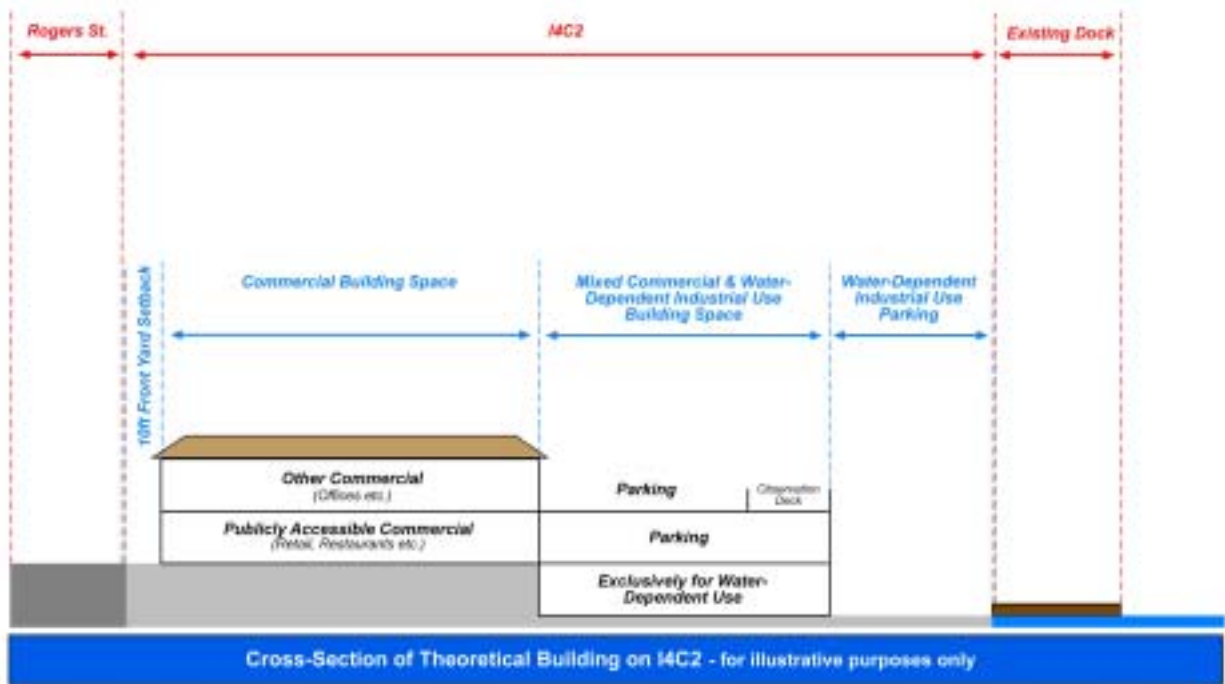 Rogers St.
I4C2
Existing Dock
10ft Front Yard Setback
Commercial Building Space
Mixed Commercial & Water-
Dependent Industrial Use
Building Space
Water-Dependent
Industrial Use
Parking
Other Commercial
(Offices etc.)
Parking
Observation
Deck
Publicly Accessible Commercial
(Retail, Restaurants etc.)
Parking
Exclusively for Water-
Dependent Use
Cross-Section of Theoretical Building on I4C2 - for illustrative purposes only